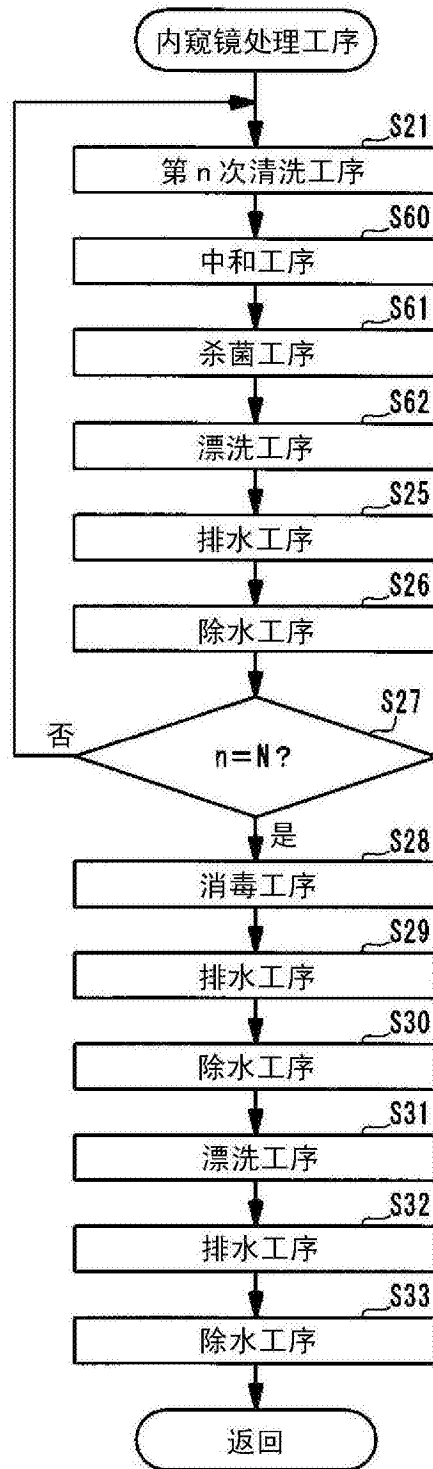 内窥镜处理工序
S21
第n次清洗工序
S60
中和工序
S61
杀菌工序
S62
漂洗工序
S25
排水工序
S26
除水工序
S27
否
n=N?
是
S28
消毒工序
S29
排水工序
S30
除水工序
S31
漂洗工序
S32
排水工序
S33
除水工序
返回